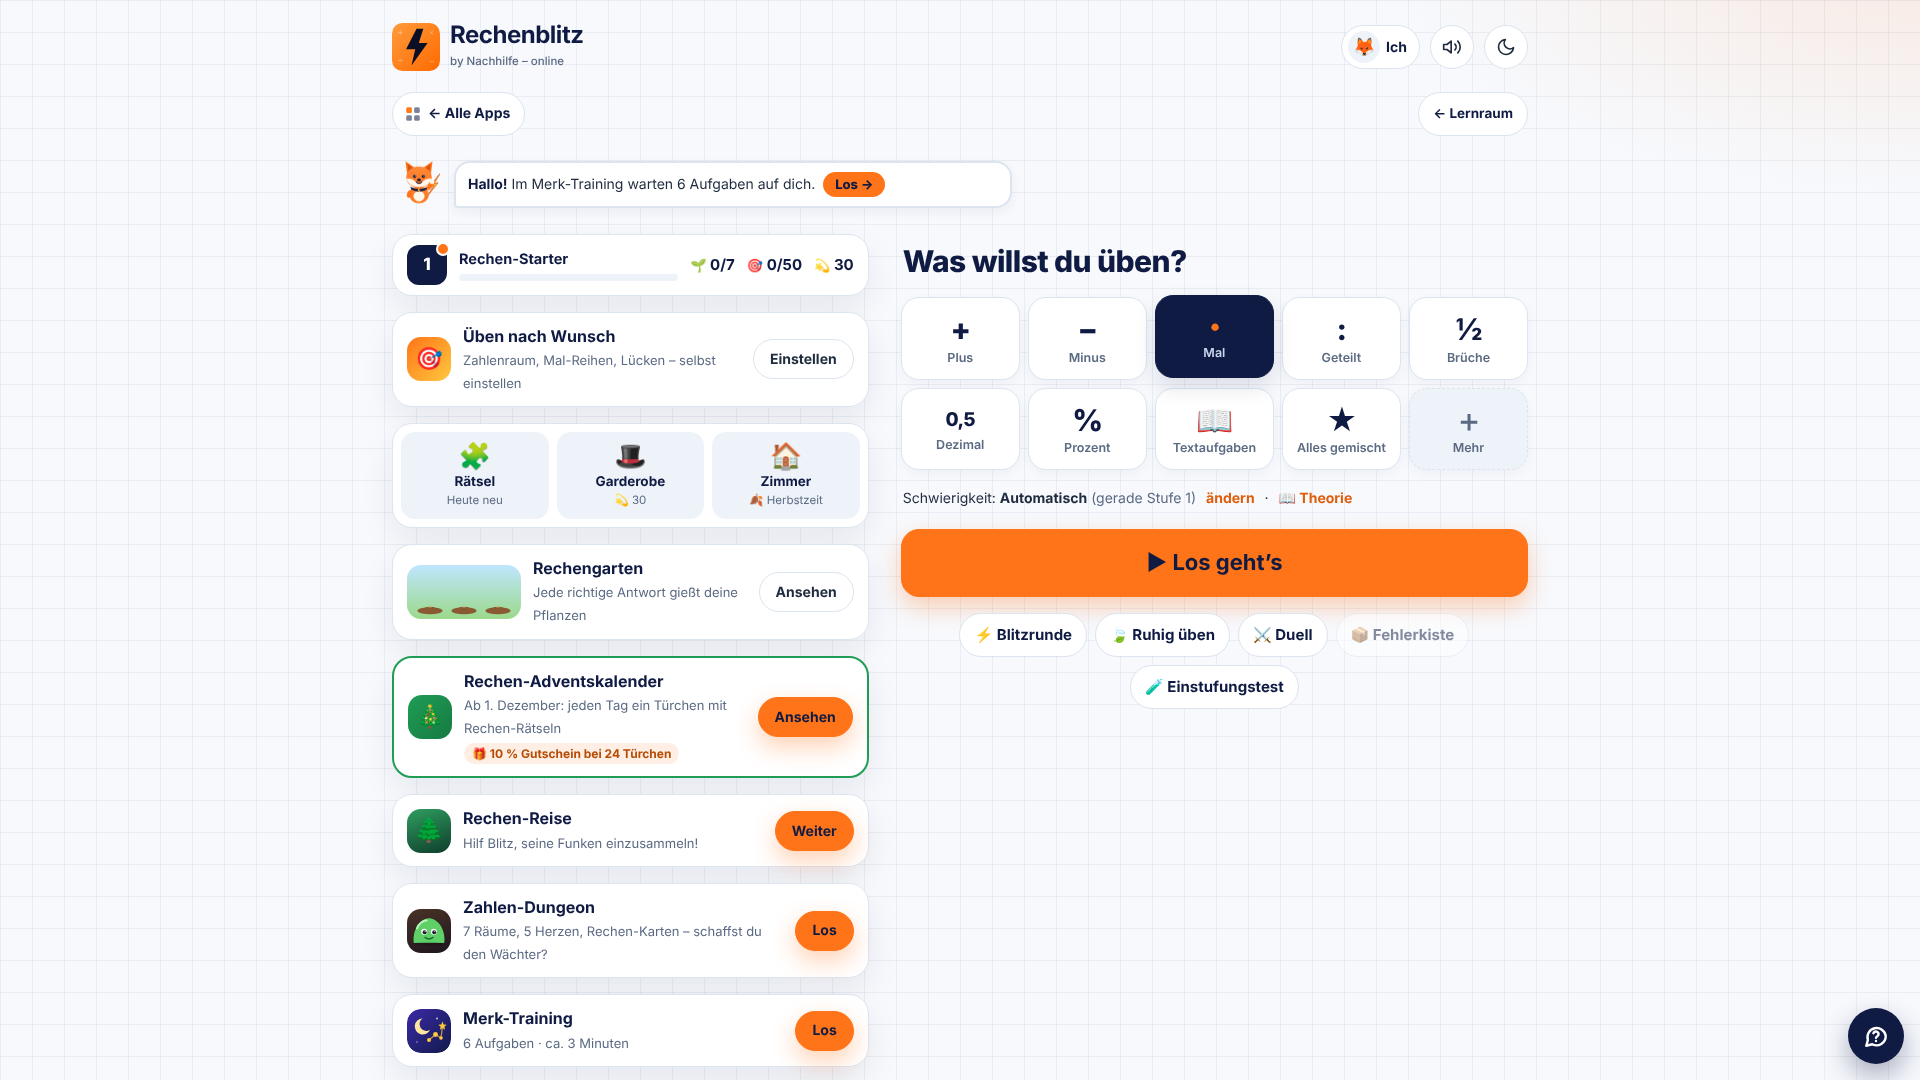 Rechenblitz
by Nachhilfe – online
Ich
← Alle Apps
← Lernraum
Hallo! Im Merk-Training warten 6 Aufgaben auf dich. Los →
1
Rechen-Starter
🌱 0/7 🎯 0/50 💫 30
Üben nach Wunsch
Zahlenraum, Mal-Reihen, Lücken – selbst
einstellen
Einstellen
Rätsel
Heute neu
Garderobe
💫 30
Zimmer
🍂 Herbstzeit
Rechengarten
Jede richtige Antwort gießt deine
Pflanzen
Ansehen
Rechen-Adventskalender
Ab 1. Dezember: jeden Tag ein Türchen mit
Rechen-Rätseln
🎁 10 % Gutschein bei 24 Türchen
Ansehen
Rechen-Reise
Hilf Blitz, seine Funken einzusammeln!
Weiter
Zahlen-Dungeon
7 Räume, 5 Herzen, Rechen-Karten – schaffst du
den Wächter?
Los
Merk-Training
6 Aufgaben · ca. 3 Minuten
Los
Was willst du üben?
+
Plus
−
Minus
·
Mal
:
Geteilt
½
Brüche
0,5
Dezimal
%
Prozent
📖
Textaufgaben
★
Alles gemischt
+
Mehr
Schwierigkeit: Automatisch (gerade Stufe 1) ändern · 📖 Theorie
▶ Los geht’s
⚡ Blitzrunde
🍃 Ruhig üben
⚔️ Duell
📦 Fehlerkiste
🧪 Einstufungstest